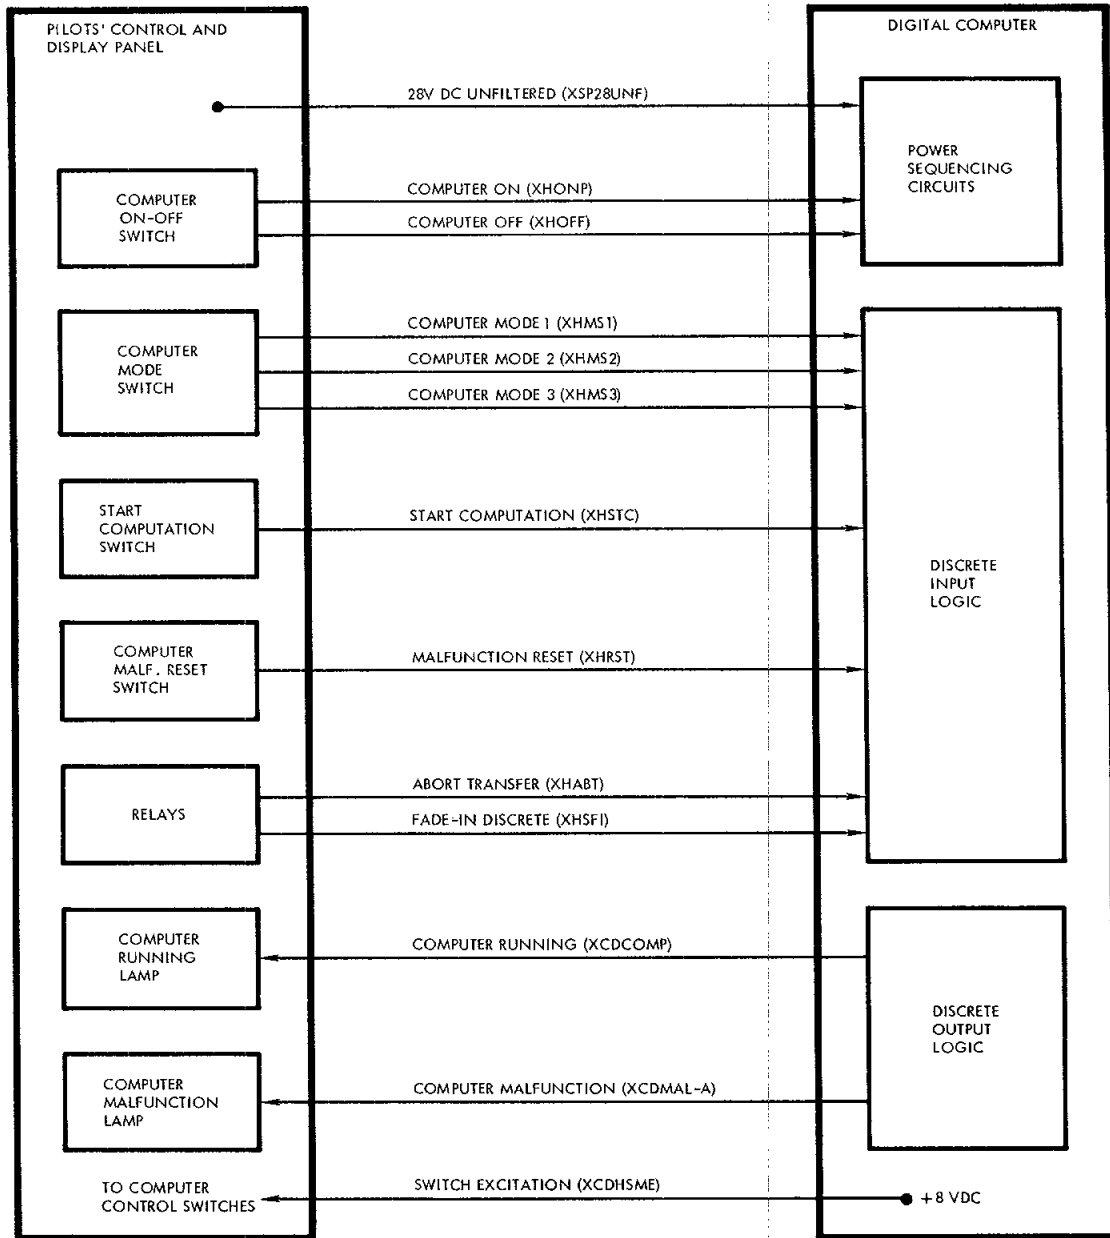 PILOTS' CONTROL AND
DISPLAY PANEL
DIGITAL COMPUTER
28V DC UNFILTERED (XSP28UNF)
POWER
SEQUENCING
CIRCUITS
COMPUTER
ON-OFF
SWITCH
COMPUTER ON (XHONP)
COMPUTER OFF (XHOFF)
COMPUTER
MODE
SWITCH
COMPUTER MODE 1 (XHMS1)
COMPUTER MODE 2 (XHMS2)
COMPUTER MODE 3 (XHMS3)
START
COMPUTATION
SWITCH
START COMPUTATION (XHSTC)
DISCRETE
INPUT
LOGIC
COMPUTER
MALF. RESET
SWITCH
MALFUNCTION RESET (XHRST)
RELAYS
ABORT TRANSFER (XHABT)
FADE-IN DISCRETE (XHSFI)
COMPUTER
RUNNING
LAMP
COMPUTER RUNNING (XCDCOMP)
DISCRETE
OUTPUT
LOGIC
COMPUTER
MALFUNCTION
LAMP
COMPUTER MALFUNCTION (XCDMAL-A)
TO COMPUTER
CONTROL SWITCHES
SWITCH EXCITATION (XCDHSME)
+8 VDC